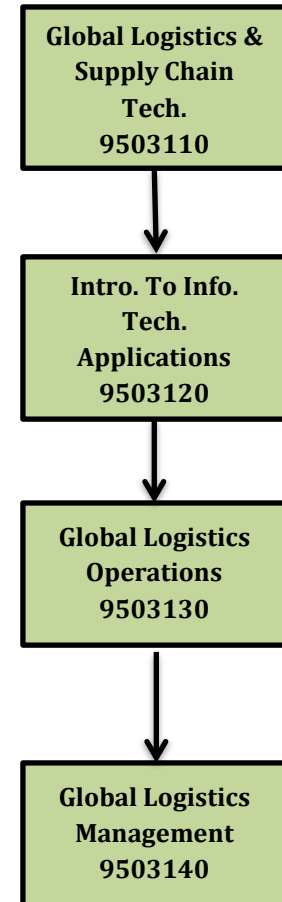 Global Logistics &
Supply Chain
Tech.
9503110
Intro. To Info.
Tech.
Applications
9503120
Global Logistics
Operations
9503130
Global Logistics
Management
9503140